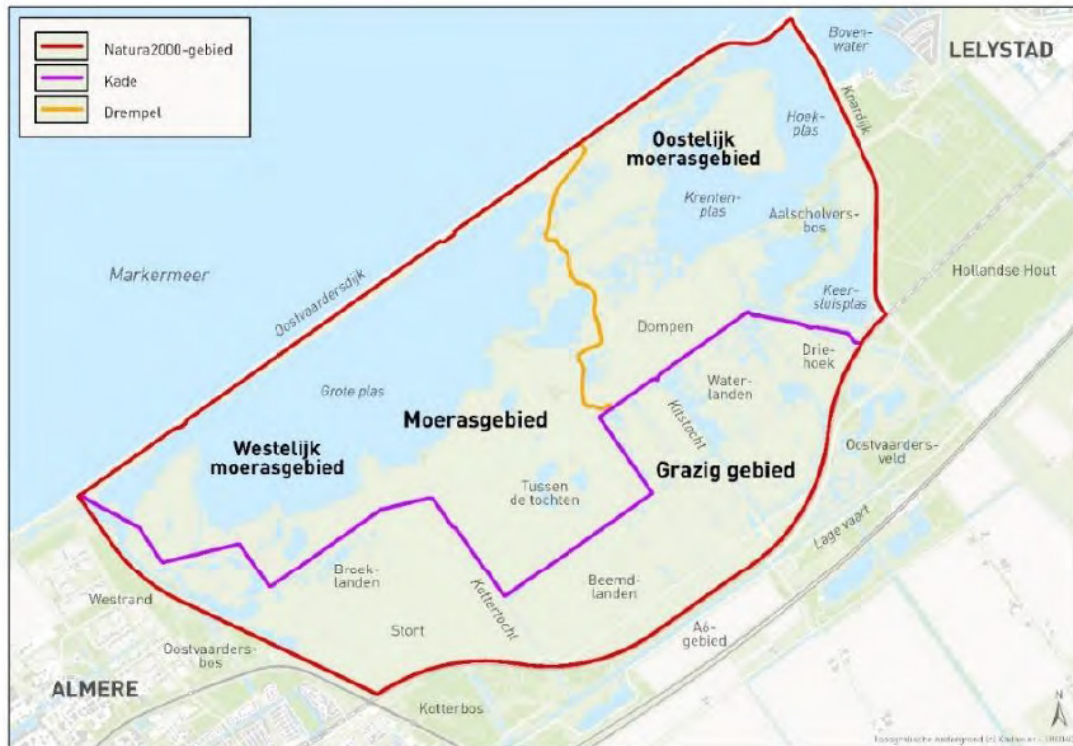 Natura2000-gebied
Kade
Drempel
Boven-
water
LELYSTAD
Knardijk
Hoek-
plas
Oostelijk
moerasgebied
Krenten-
plas
Aalscholvers-
bos
Markermeer
Oostvaardersdijk
Hollandse Hout
Keer-
sluisplas
Dompen
Drie-
hoek
Water-
landen
Grote plas
Kitstocht
Moerasgebied
Westelijk
moerasgebied
Grazig gebied
Oostvaarders-
veld
Tussen
de tochten
Lage vaart
Broek-
landen
Beemd-
landen
Westrand
Kottertocht
Stort
A6-
gebied
Oostvaarders-
bos
ALMERE
Kotterbos
N